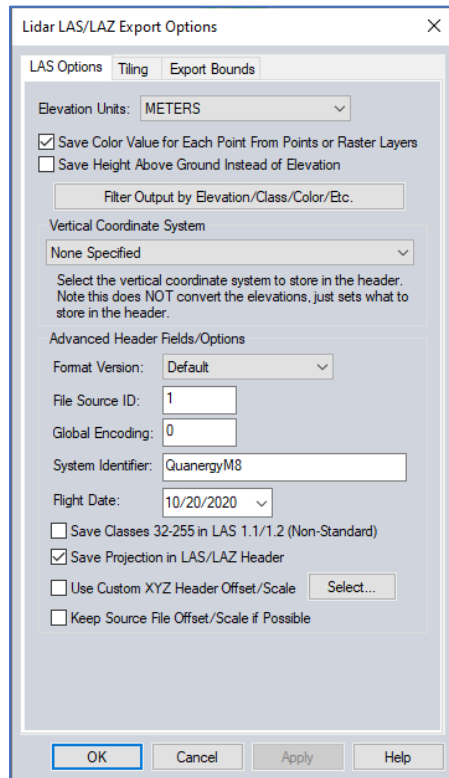 Lidar LAS/LAZ Export Options
LAS Options Tiling Export Bounds
Elevation Units: METERS
Save Color Value for Each Point From Points or Raster Layers
Save Height Above Ground Instead of Elevation
Filter Output by Elevation/Class/Color/Etc.
Vertical Coordinate System
None Specified
Select the vertical coordinate system to store in the header.
Note this does NOT convert the elevations, just sets what to
store in the header.
Advanced Header Fields/Options
Format Version: Default
File Source ID: 1
Global Encoding: 0
System Identifier: QuanergyM8
Flight Date: 10/20/2020
Save Classes 32-255 in LAS 1.1/1.2 (Non-Standard)
Save Projection in LAS/LAZ Header
Use Custom XYZ Header Offset/Scale Select...
Keep Source File Offset/Scale if Possible
OK Cancel Apply Help